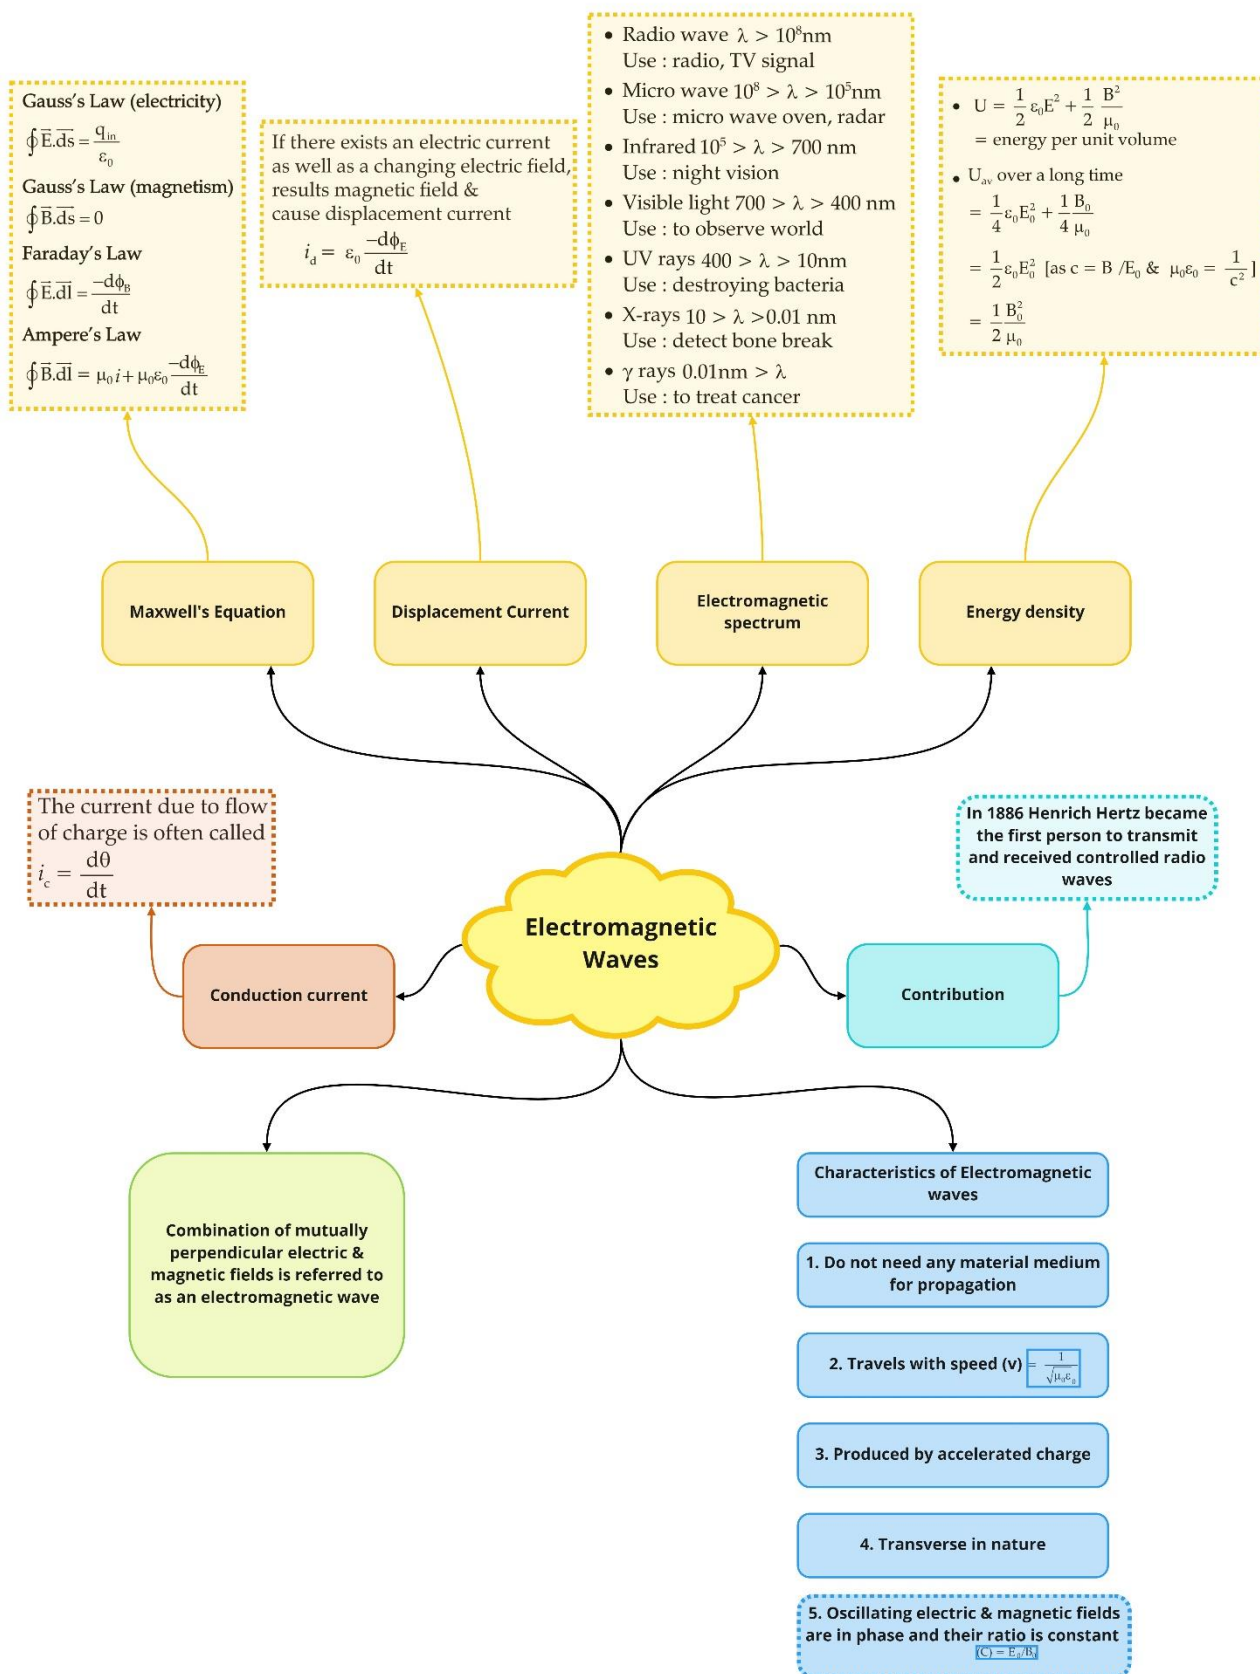 Gauss's Law (electricity)
∮E⃗.ds⃗ = q_in/ε₀
Gauss's Law (magnetism)
∮B⃗.ds⃗ = 0
Faraday's Law
∮E⃗.dl⃗ = -dϕ_B/dt
Ampere's Law
∮B⃗.dl⃗ = μ₀i + μ₀ε₀ -dϕ_E/dt
If there exists an electric current
as well as a changing electric field,
results magnetic field &
cause displacement current
i_d = ε₀ -dϕ_E/dt
• Radio wave λ > 10⁸nm
Use : radio, TV signal
• Micro wave 10⁸ > λ > 10⁵nm
Use : micro wave oven, radar
• Infrared 10⁵ > λ > 700 nm
Use : night vision
• Visible light 700 > λ > 400 nm
Use : to observe world
• UV rays 400 > λ > 10nm
Use : destroying bacteria
• X-rays 10 > λ >0.01 nm
Use : detect bone break
• γ rays 0.01nm > λ
Use : to treat cancer
• U = 1/2 ε₀E² + 1/2 B²/μ₀
= energy per unit volume
• U_av over a long time
= 1/4 ε₀E₀² + 1/4 B₀/μ₀
= 1/2 ε₀E₀² [as c = B /E₀ & μ₀ε₀ = 1/c²]
= 1/2 B₀²/μ₀
Maxwell's Equation
Displacement Current
Electromagnetic
spectrum
Energy density
The current due to flow
of charge is often called
i_c = dθ/dt
In 1886 Henrich Hertz became
the first person to transmit
and received controlled radio
waves
Electromagnetic
Waves
Conduction current
Contribution
Combination of mutually
perpendicular electric &
magnetic fields is referred to
as an electromagnetic wave
Characteristics of Electromagnetic
waves
1. Do not need any material medium
for propagation
2. Travels with speed (v) = 1/√μ₀ε₀
3. Produced by accelerated charge
4. Transverse in nature
5. Oscillating electric & magnetic fields
are in phase and their ratio is constant
(C) = E₀/B₀